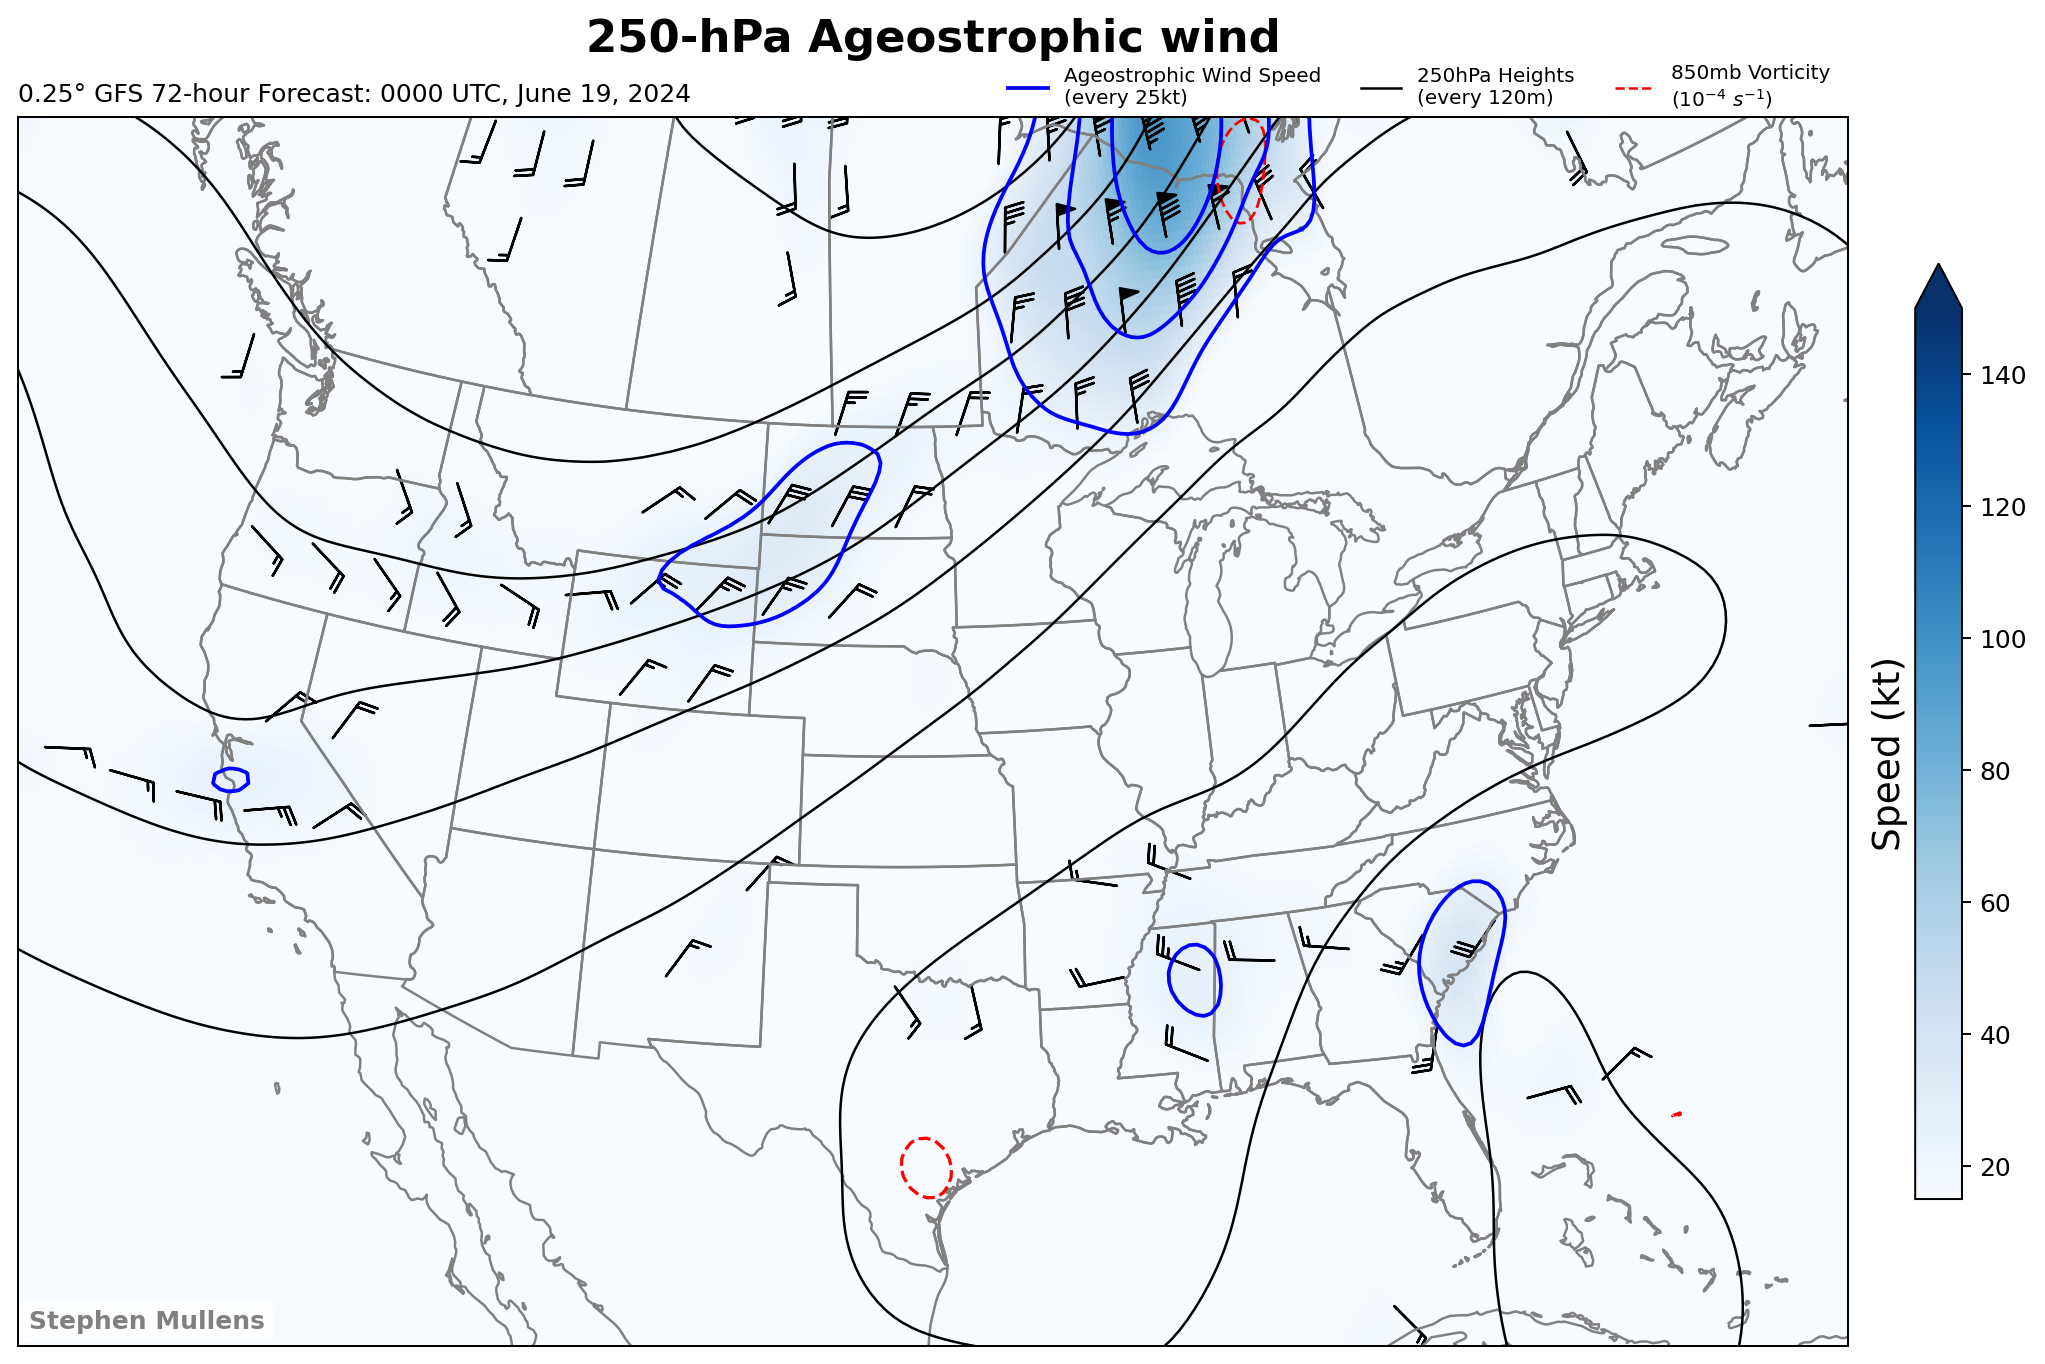 250-hPa Ageostrophic wind
0.25° GFS 72-hour Forecast: 0000 UTC, June 19, 2024
Ageostrophic Wind Speed
(every 25kt)
250hPa Heights
(every 120m)
850mb Vorticity
(10⁻⁴ s⁻¹)
140
120
100
80
60
40
20
Speed (kt)
Stephen Mullens